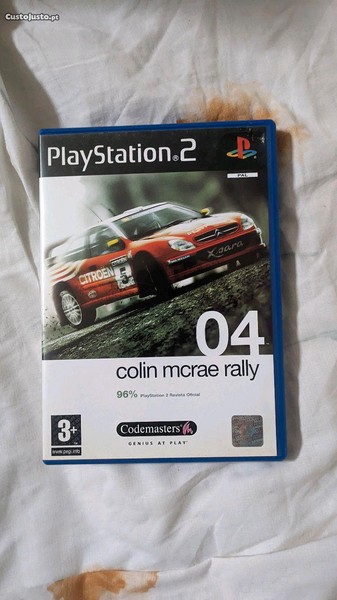 CustoJusto.pt
PlayStation®2
PAL
CITROËN
Xsara
04
colin mcrae rally
96% PlayStation 2 Revista Oficial
3+
www.pegi.info
Codemasters
GENIUS AT PLAY